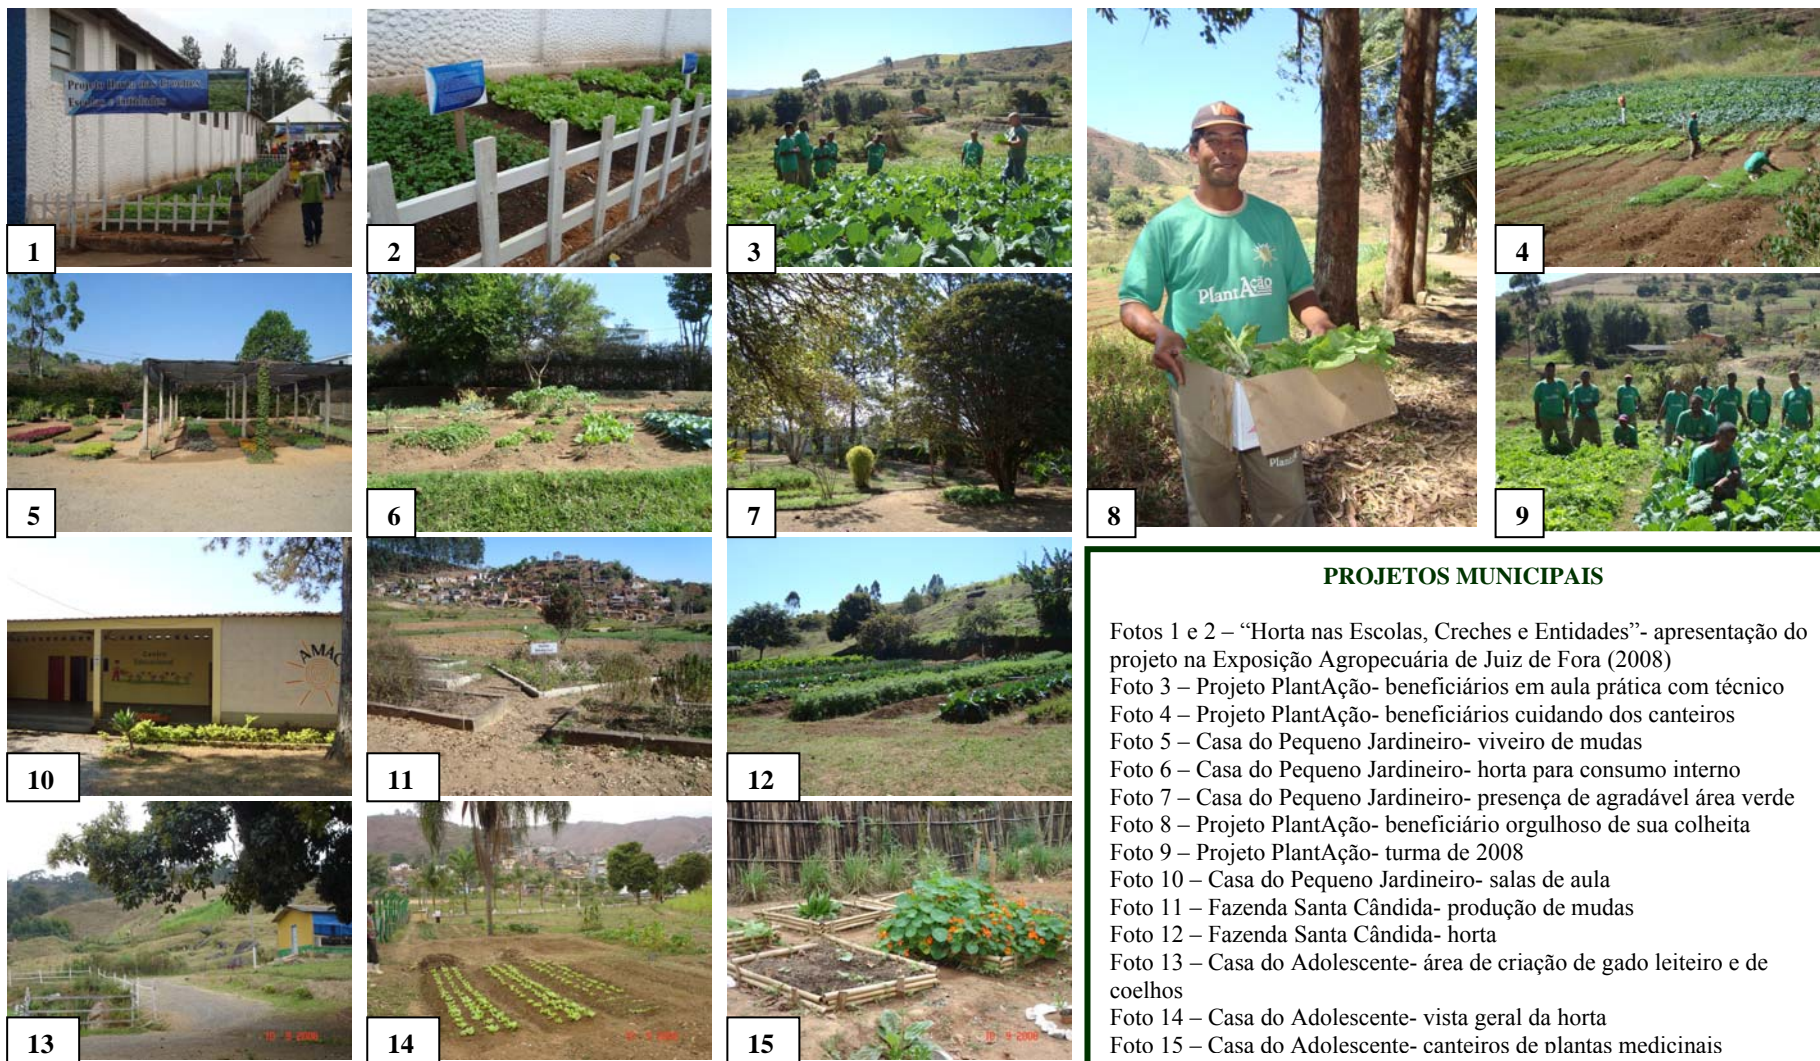 Projeto Horta nas Creches,
Escolas e Entidades
1
2
3
PlantAção
Plant
8
4
5
6
7
9
AMAC
Centro
Educacional
10
11
12
13
14
15
PROJETOS MUNICIPAIS
Fotos 1 e 2 – “Horta nas Escolas, Creches e Entidades”- apresentação do
projeto na Exposição Agropecuária de Juiz de Fora (2008)
Foto 3 – Projeto PlantAção- beneficiários em aula prática com técnico
Foto 4 – Projeto PlantAção- beneficiários cuidando dos canteiros
Foto 5 – Casa do Pequeno Jardineiro- viveiro de mudas
Foto 6 – Casa do Pequeno Jardineiro- horta para consumo interno
Foto 7 – Casa do Pequeno Jardineiro- presença de agradável área verde
Foto 8 – Projeto PlantAção- beneficiário orgulhoso de sua colheita
Foto 9 – Projeto PlantAção- turma de 2008
Foto 10 – Casa do Pequeno Jardineiro- salas de aula
Foto 11 – Fazenda Santa Cândida- produção de mudas
Foto 12 – Fazenda Santa Cândida- horta
Foto 13 – Casa do Adolescente- área de criação de gado leiteiro e de
coelhos
Foto 14 – Casa do Adolescente- vista geral da horta
Foto 15 – Casa do Adolescente- canteiros de plantas medicinais